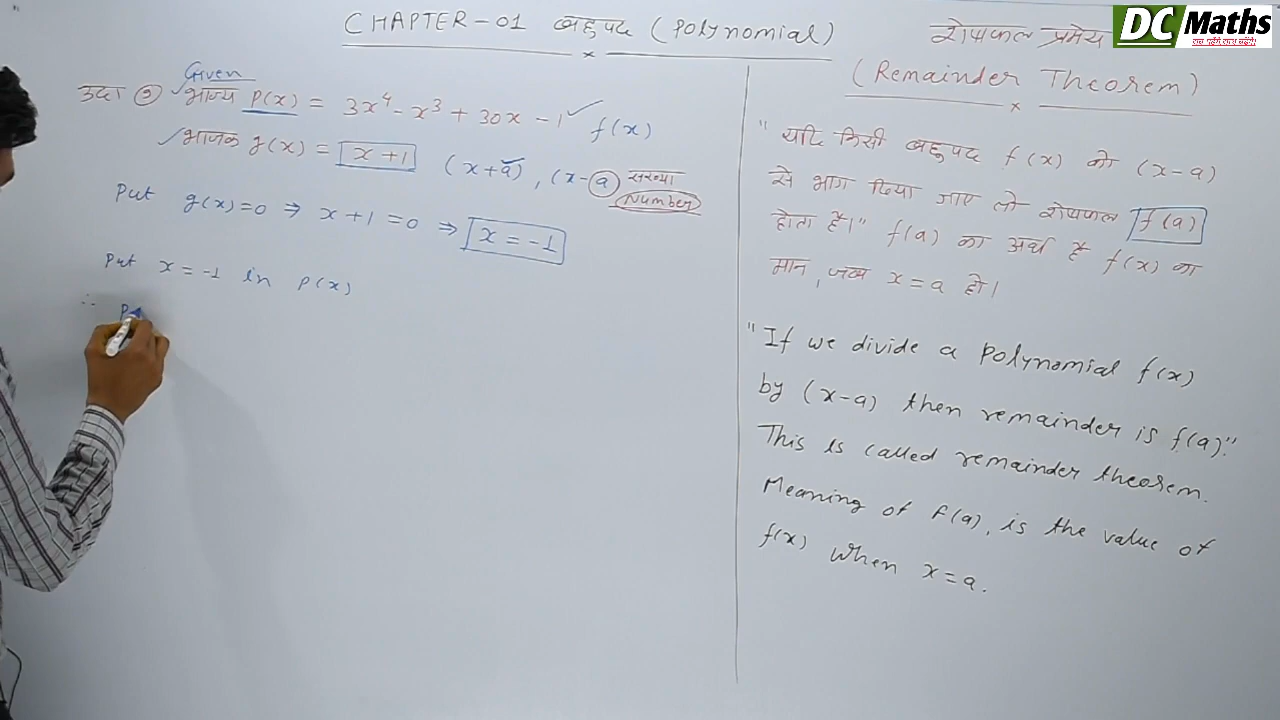 CHAPTER-01 बहुपद (Polynomial)
DC Maths
शेषफल प्रमेय
(Remainder Theorem)
Given
उदा ၅ भाज्य P(x) = 3x⁴ - x³ + 30x - 1 ✓ f(x)
✓ भाजक g(x) = x+1 (x+a), (x-a) संख्या
Number
Put g(x)=0 ⇒ x+1=0 ⇒ x = -1
Put x = -1 in P(x)
∴ P
"यदि किसी बहुपद f(x) को (x-a)
से भाग दिया जाए तो शेषफल f(a)
होता है।" f(a) का अर्थ है f(x) का
मान, जब x = a हो।
"If we divide a polynomial f(x)
by (x-a) then remainder is f(a)."
This is called remainder theorem.
Meaning of f(a), is the value of
f(x) when x = a.